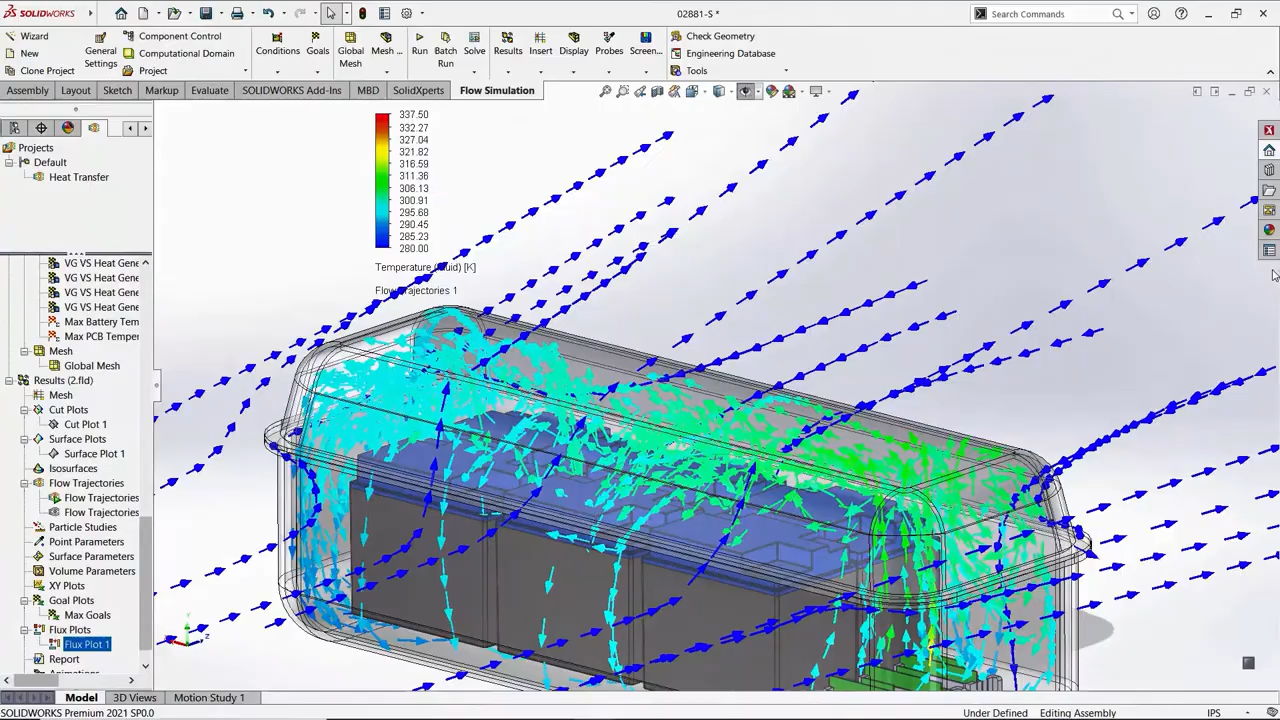 SOLIDWORKS
02881-S *
Search Commands
Wizard
New
Clone Project
General Settings
Component Control
Computational Domain
Project
Conditions
Goals
Global Mesh
Mesh ...
Run
Batch Run
Solve
Results
Insert
Display
Probes
Screen...
Check Geometry
Engineering Database
Tools
Assembly
Layout
Sketch
Markup
Evaluate
SOLIDWORKS Add-Ins
MBD
SolidXperts
Flow Simulation
Projects
Default
Heat Transfer
VG VS Heat Gene
VG VS Heat Gene
VG VS Heat Gene
VG VS Heat Gene
Max Battery Tem
Max PCB Temper
Mesh
Global Mesh
Results (2.fld)
Mesh
Cut Plots
Cut Plot 1
Surface Plots
Surface Plot 1
Isosurfaces
Flow Trajectories
Flow Trajectories
Flow Trajectories
Particle Studies
Point Parameters
Surface Parameters
Volume Parameters
XY Plots
Goal Plots
Max Goals
Flux Plots
Flux Plot 1
Report
Animations
337.50
332.27
327.04
321.82
316.59
311.36
306.13
300.91
295.68
290.45
285.23
280.00
Temperature (Fluid) [K]
Flow Trajectories 1
z
Model
3D Views
Motion Study 1
SOLIDWORKS Premium 2021 SP0.0
Under Defined
Editing Assembly
IPS